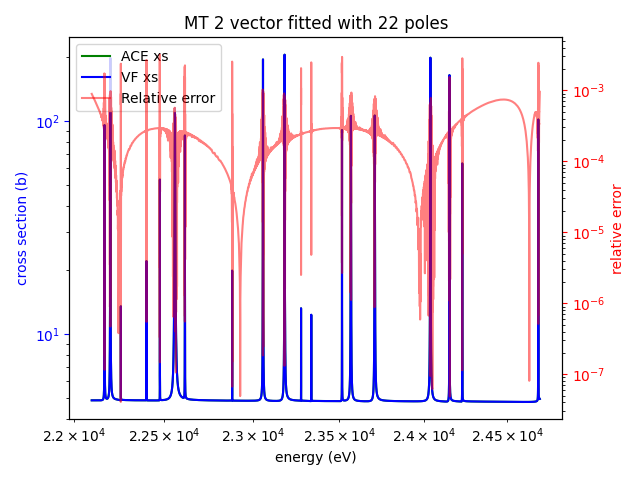 MT 2 vector fitted with 22 poles
ACE xs
VF xs
Relative error
cross section (b)
10²
10¹
relative error
10⁻³
10⁻⁴
10⁻⁵
10⁻⁶
10⁻⁷
2.2 × 10⁴ 2.25 × 10⁴ 2.3 × 10⁴ 2.35 × 10⁴ 2.4 × 10⁴ 2.45 × 10⁴
energy (eV)